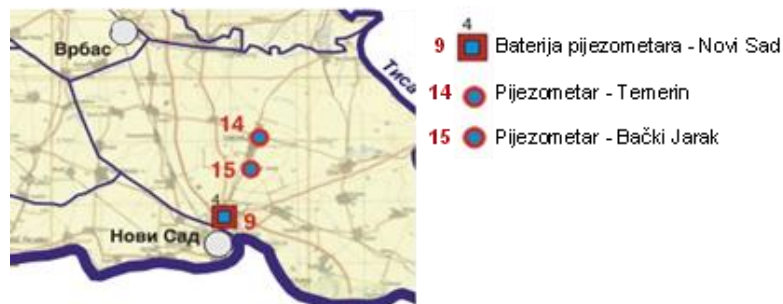 Врбас
Тиса
14
15
4
9
Нови Сад
4
9 Baterija pijezometara - Novi Sad
14 Pijezometar - Temerin
15 Pijezometar - Bački Jarak